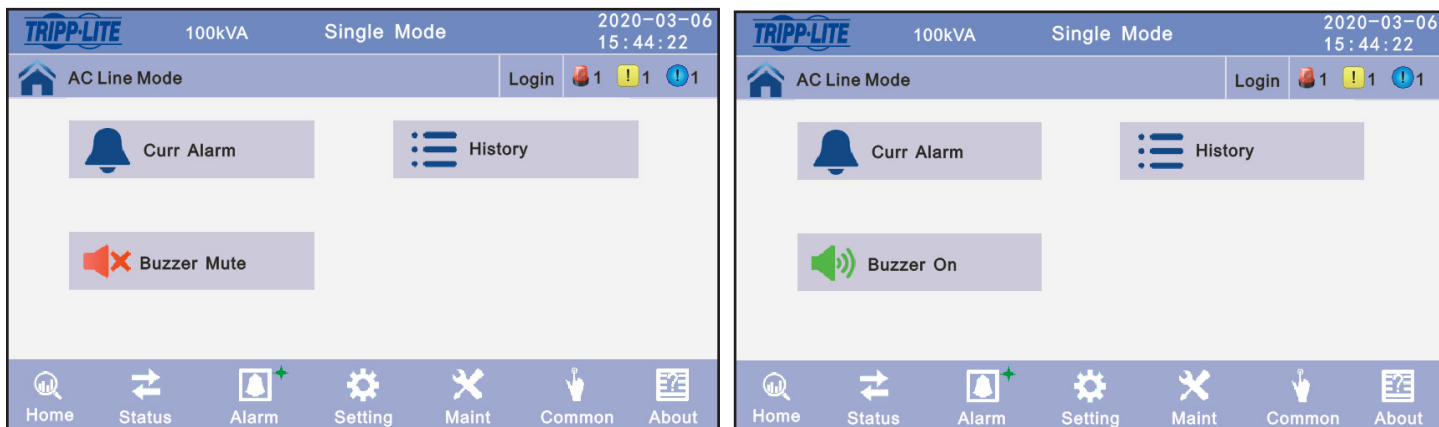 TRIPP·LITE 100kVA Single Mode 2020-03-06
15:44:22
AC Line Mode Login 1 ! 1 ! 1
Curr Alarm History
Buzzer Mute
Home Status Alarm Setting Maint Common About
TRIPP·LITE 100kVA Single Mode 2020-03-06
15:44:22
AC Line Mode Login 1 ! 1 ! 1
Curr Alarm History
Buzzer On
Home Status Alarm Setting Maint Common About